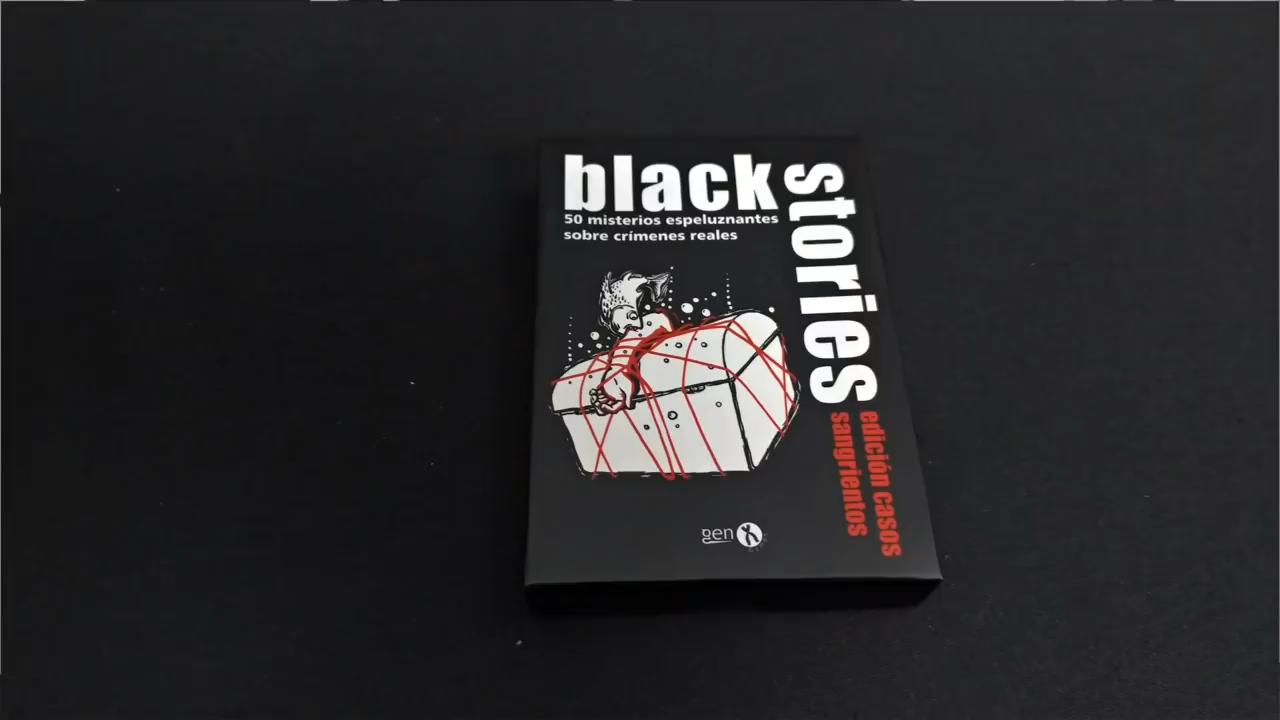 black
stories
50 misterios espeluznantes
sobre crímenes reales
edición casos
sangrientos
gen X